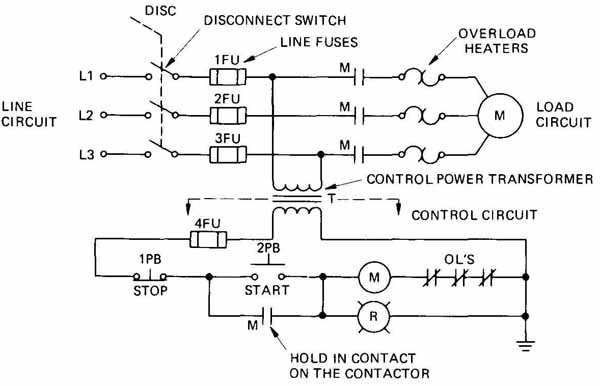 DISC
DISCONNECT SWITCH
LINE FUSES
OVERLOAD
HEATERS
1FU
L1
M
LINE
CIRCUIT
2FU
L2
M
M
LOAD
CIRCUIT
3FU
L3
M
CONTROL POWER TRANSFORMER
T
CONTROL CIRCUIT
4FU
2PB
1PB
STOP
START
M
OL'S
M
R
HOLD IN CONTACT
ON THE CONTACTOR